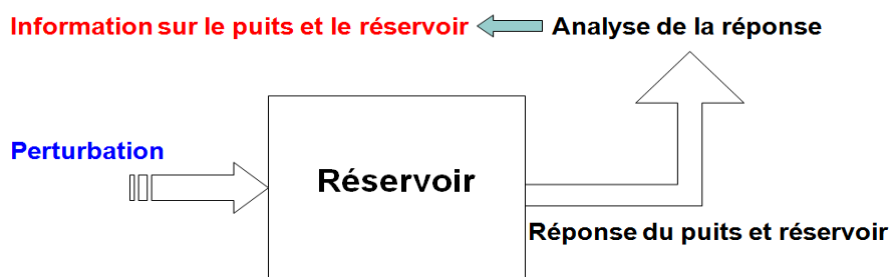 Information sur le puits et le réservoir
Analyse de la réponse
Perturbation
Réservoir
Réponse du puits et réservoir